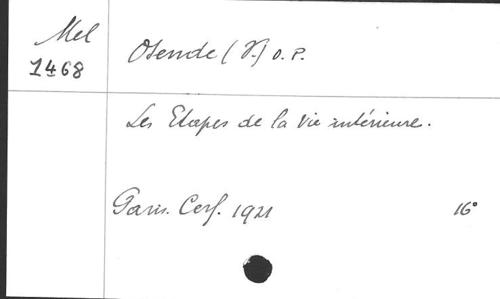 Mel
1468
Osende (V.) O.P.
Les Etapes de la vie intérieure.
Paris. Cerf. 1921
16°